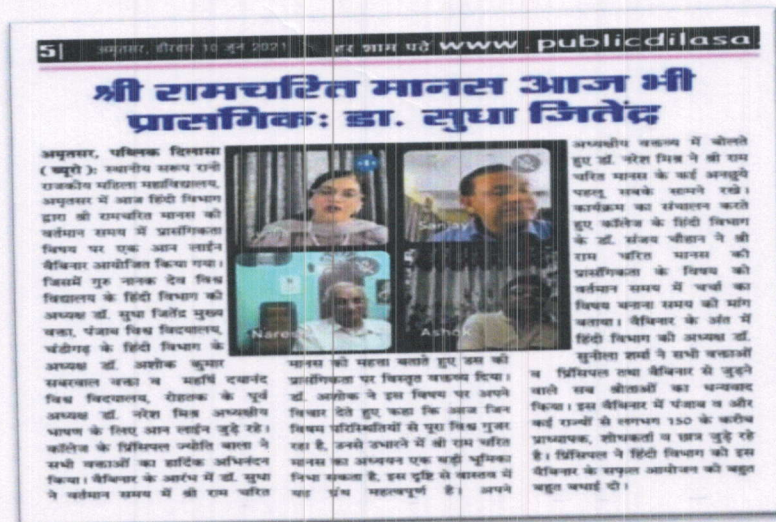 5| अमृतसर, वीरवार 10 जून 2021 हर शाम पढें www.publicdilasa
श्री रामचरित मानस आज भी
प्रासंगिक: डा. सुधा जितेंद्र
अमृतसर, पब्लिक दिलासा
(ब्यूरो): स्थानीय सरूप रानी
राजकीय महिला महाविद्यालय,
अमृतसर में आज हिंदी विभाग
द्वारा श्री रामचरित मानस की
वर्तमान समय में प्रासंगिकता
विषय पर एक आन लाईन
वैबिनार आयोजित किया गया।
जिसमें गुरु नानक देव विश्व
विद्यालय के हिंदी विभाग की
अध्यक्ष डॉ. सुधा जितेंद्र मुख्य
वक्ता, पंजाब विश्व विदयालय,
चंडीगढ़ के हिंदी विभाग के
अध्यक्ष डॉ. अशोक कुमार
सबरवाल वक्ता व महर्षि दयानंद
विश्व विदयालय, रोहतक के पूर्व
अध्यक्ष डॉ. नरेश मिश्र अध्यक्षीय
भाषण के लिए आन लाईन जुड़े रहे।
कॉलेज के प्रिंसिपल ज्योति बाला ने
सभी वक्ताओं का हार्दिक अभिनंदन
किया। वैबिनार के आरंभ में डॉ. सुधा
ने वर्तमान समय में श्री राम चरित
Sanjay
Nares
Ashok
मानस की महत्ता बताते हुए उस की
प्रासंगिकता पर विस्तृत वक्तव्य दिया।
डॉ. अशोक ने इस विषय पर अपने
विचार देते हुए कहा कि आज जिन
विषम परिस्थितियों से पूरा विश्व गुजर
रहा है, उनसे उभारने में श्री राम चरित
मानस का अध्ययन एक बड़ी भूमिका
निभा सकता है, इस दृष्टि से वास्तव में
यह ग्रंथ महत्वपूर्ण है। अपने
अध्यक्षीय वक्तव्य में बोलते
हुए डॉ. नरेश मिश्र ने श्री राम
चरित मानस के कई अनछुये
पहलू सबके सामने रखे।
कार्यक्रम का संचालन करते
हुए कॉलेज के हिंदी विभाग
के डॉ. संजय चौहान ने श्री
राम चरित मानस की
प्रासंगिकता के विषय को
वर्तमान समय में चर्चा का
विषय बनाना समय की मांग
बताया। वैबिनार के अंत में
हिंदी विभाग की अध्यक्ष डॉ.
सुनीला शर्मा ने सभी वक्ताओं
व प्रिंसिपल तथा वैबिनार से जुड़ने
वाले सब श्रोताओं का धन्यवाद
किया। इस वैबिनार में पंजाब व और
कई राज्यों से लगभग 150 के करीब
प्राध्यापक, शोधकर्ता व छात्र जुड़े रहे
है। प्रिंसिपल ने हिंदी विभाग को इस
वैबिनार के सफल आयोजन की बहुत
बहुत बधाई दी।